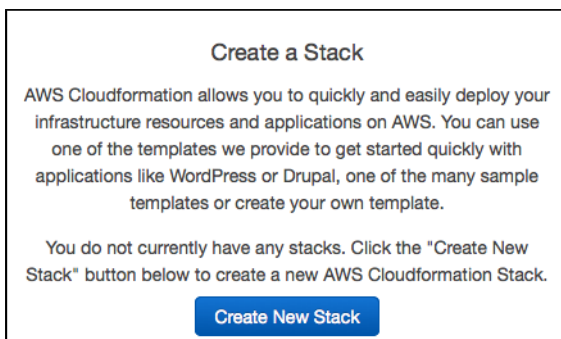 Create a Stack
AWS Cloudformation allows you to quickly and easily deploy your
infrastructure resources and applications on AWS. You can use
one of the templates we provide to get started quickly with
applications like WordPress or Drupal, one of the many sample
templates or create your own template.
You do not currently have any stacks. Click the "Create New
Stack" button below to create a new AWS Cloudformation Stack.
Create New Stack